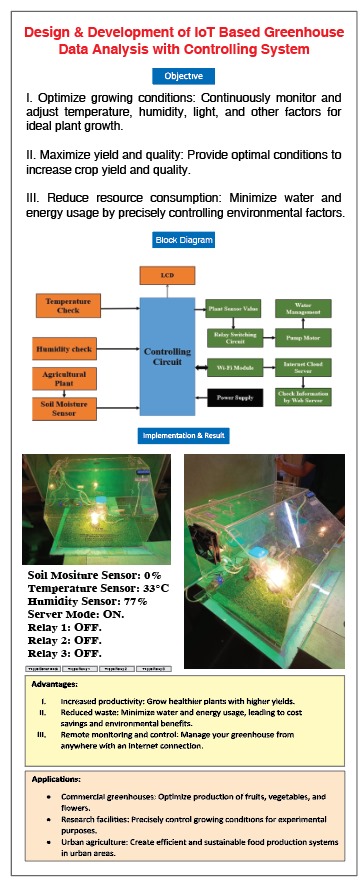 Design & Development of IoT Based Greenhouse
Data Analysis with Controlling System
Objective
I. Optimize growing conditions: Continuously monitor and
adjust temperature, humidity, light, and other factors for
ideal plant growth.
II. Maximize yield and quality: Provide optimal conditions to
increase crop yield and quality.
III. Reduce resource consumption: Minimize water and
energy usage by precisely controlling environmental factors.
Block Diagram
LCD
Temperature
Check
Humidity check
Agricultural
Plant
Soil Moisture
Sensor
Controlling
Circuit
Plant Sensor Value
Relay Switching
Circuit
Wi-Fi Module
Power Supply
Water
Management
Pump Motor
Internet Cloud
Server
Check Information
by Web Server
Implementation & Result
Soil Mositure Sensor: 0%
Temperature Sensor: 33°C
Humidity Sensor: 77%
Server Mode: ON.
Relay 1: OFF.
Relay 2: OFF.
Relay 3: OFF.
Advantages:
I. Increased productivity: Grow healthier plants with higher yields.
II. Reduced waste: Minimize water and energy usage, leading to cost
savings and environmental benefits.
III. Remote monitoring and control: Manage your greenhouse from
anywhere with an internet connection.
Applications:
• Commercial greenhouses: Optimize production of fruits, vegetables, and
flowers.
• Research facilities: Precisely control growing conditions for experimental
purposes.
• Urban agriculture: Create efficient and sustainable food production systems
in urban areas.